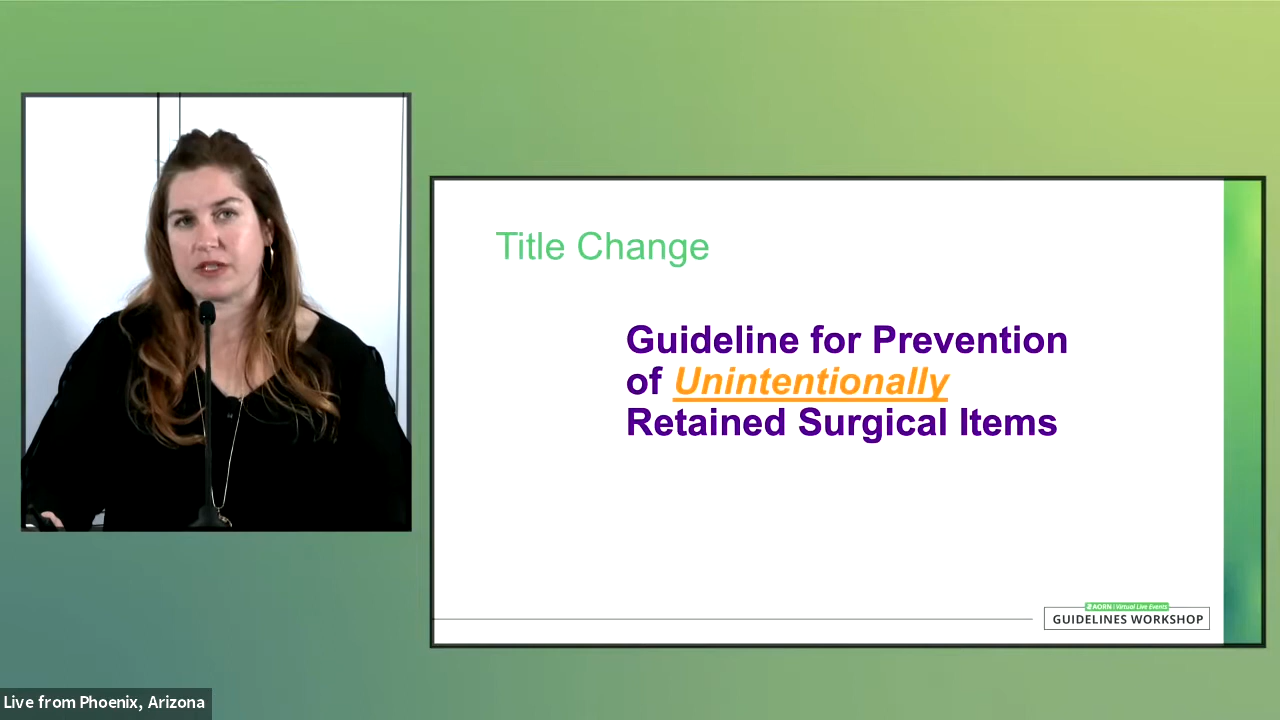 Title Change
Guideline for Prevention
of Unintentionally
Retained Surgical Items
AORN | Virtual Live Events
GUIDELINES WORKSHOP
Live from Phoenix, Arizona